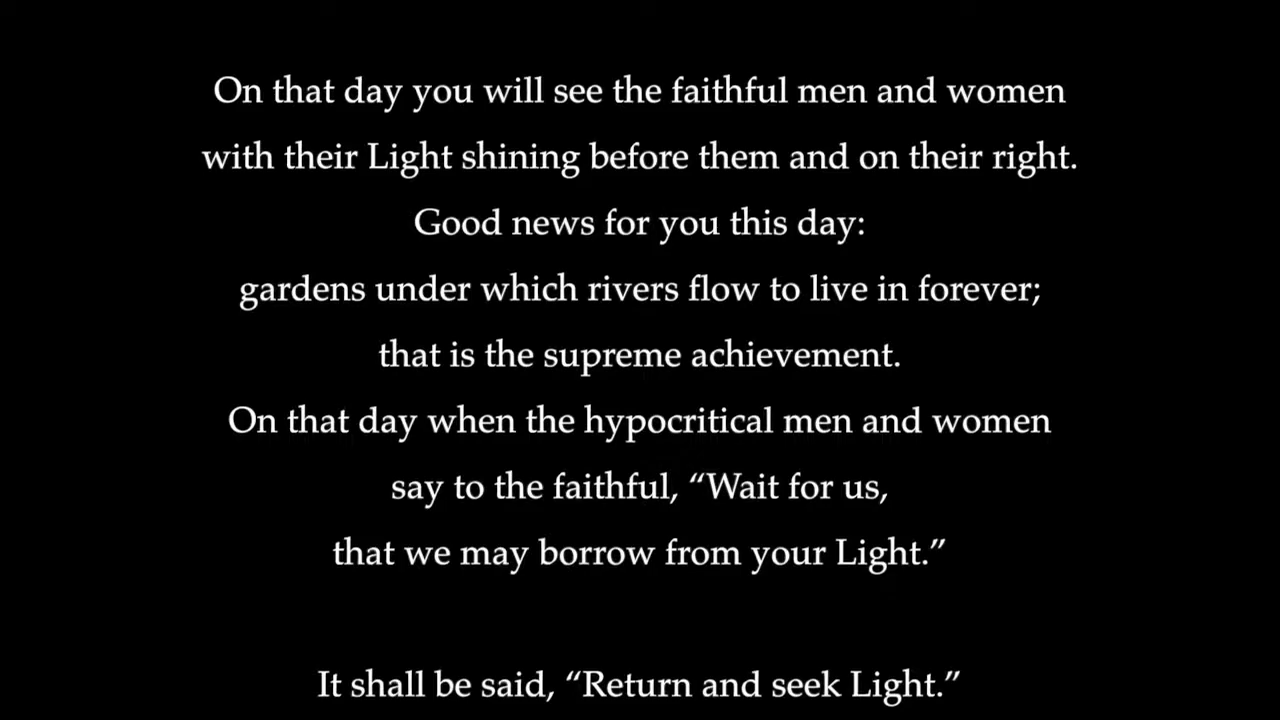 On that day you will see the faithful men and women
with their Light shining before them and on their right.
Good news for you this day:
gardens under which rivers flow to live in forever;
that is the supreme achievement.
On that day when the hypocritical men and women
say to the faithful, “Wait for us,
that we may borrow from your Light.”
It shall be said, “Return and seek Light.”